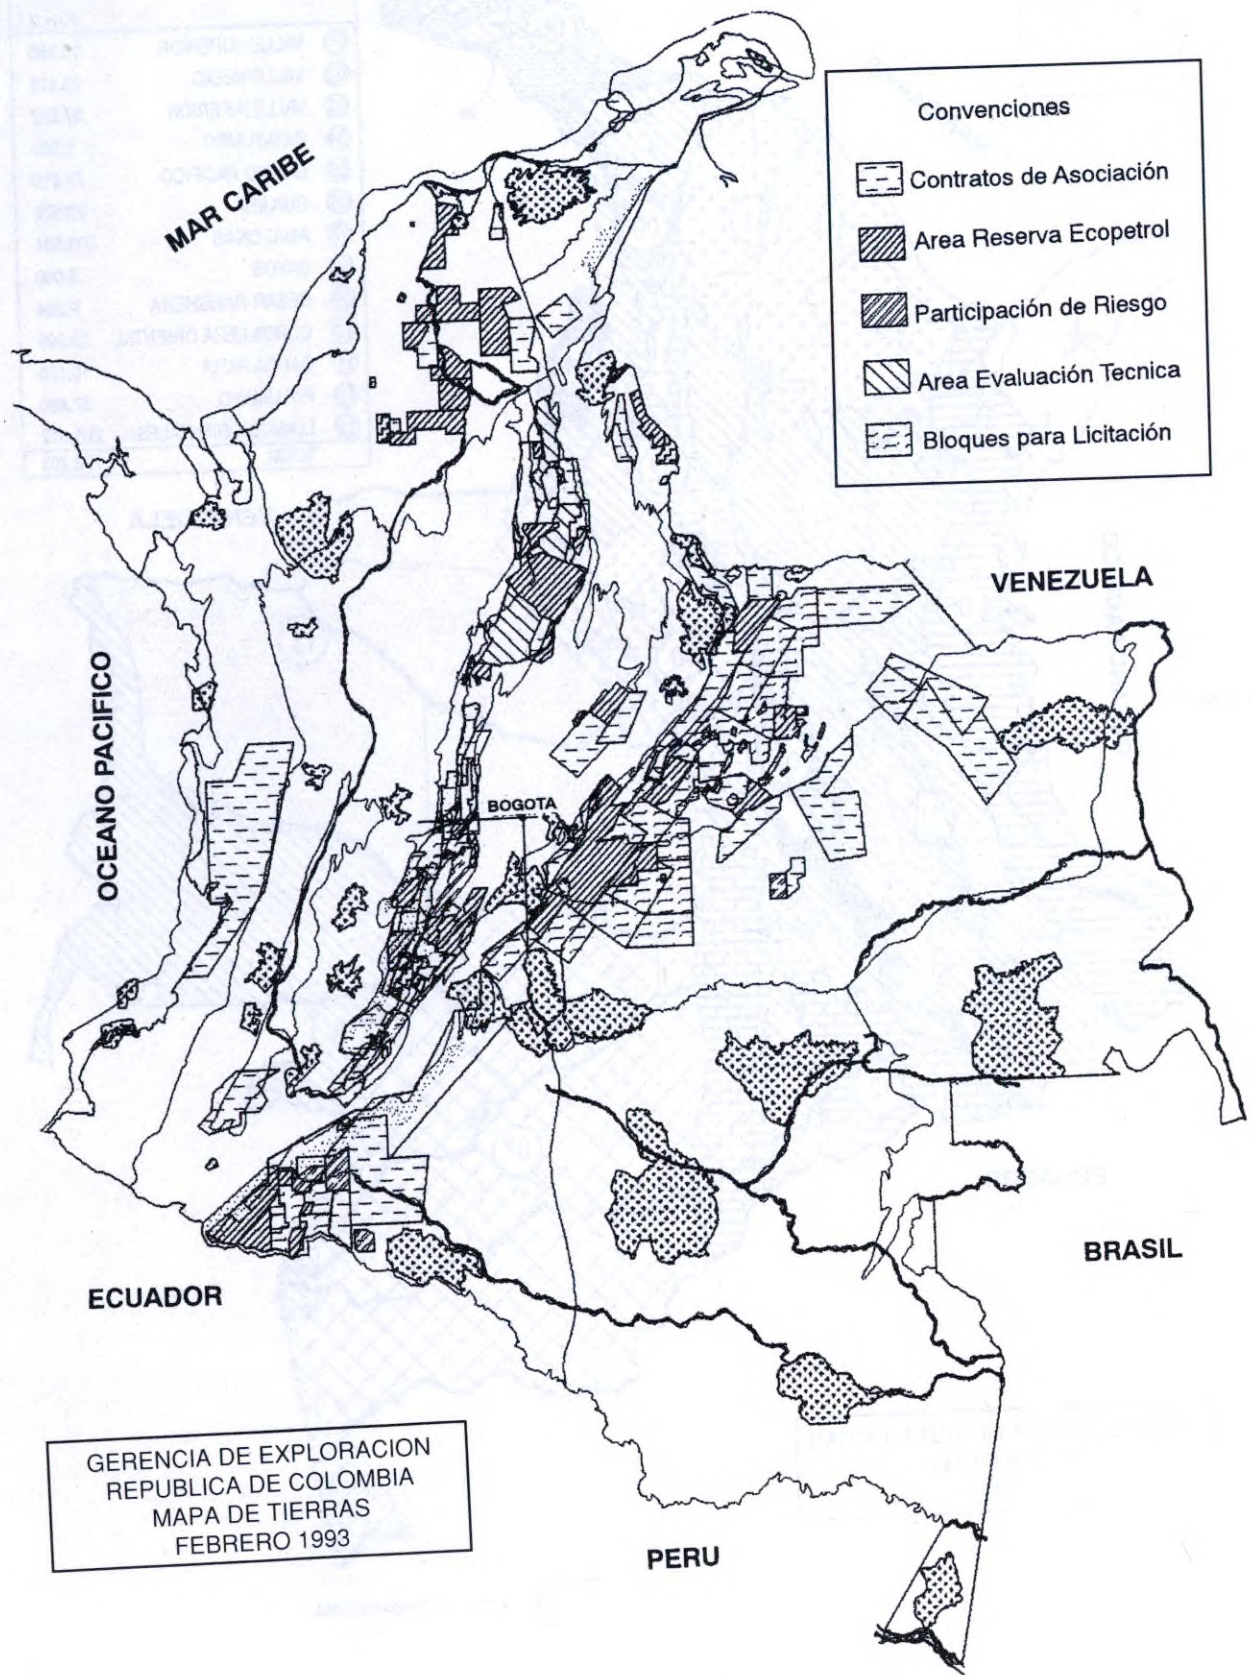 Convenciones
Contratos de Asociación
Area Reserva Ecopetrol
Participación de Riesgo
Area Evaluación Tecnica
Bloques para Licitación
MAR CARIBE
VENEZUELA
OCEANO PACIFICO
BOGOTA
BRASIL
ECUADOR
PERU
GERENCIA DE EXPLORACION
REPUBLICA DE COLOMBIA
MAPA DE TIERRAS
FEBRERO 1993